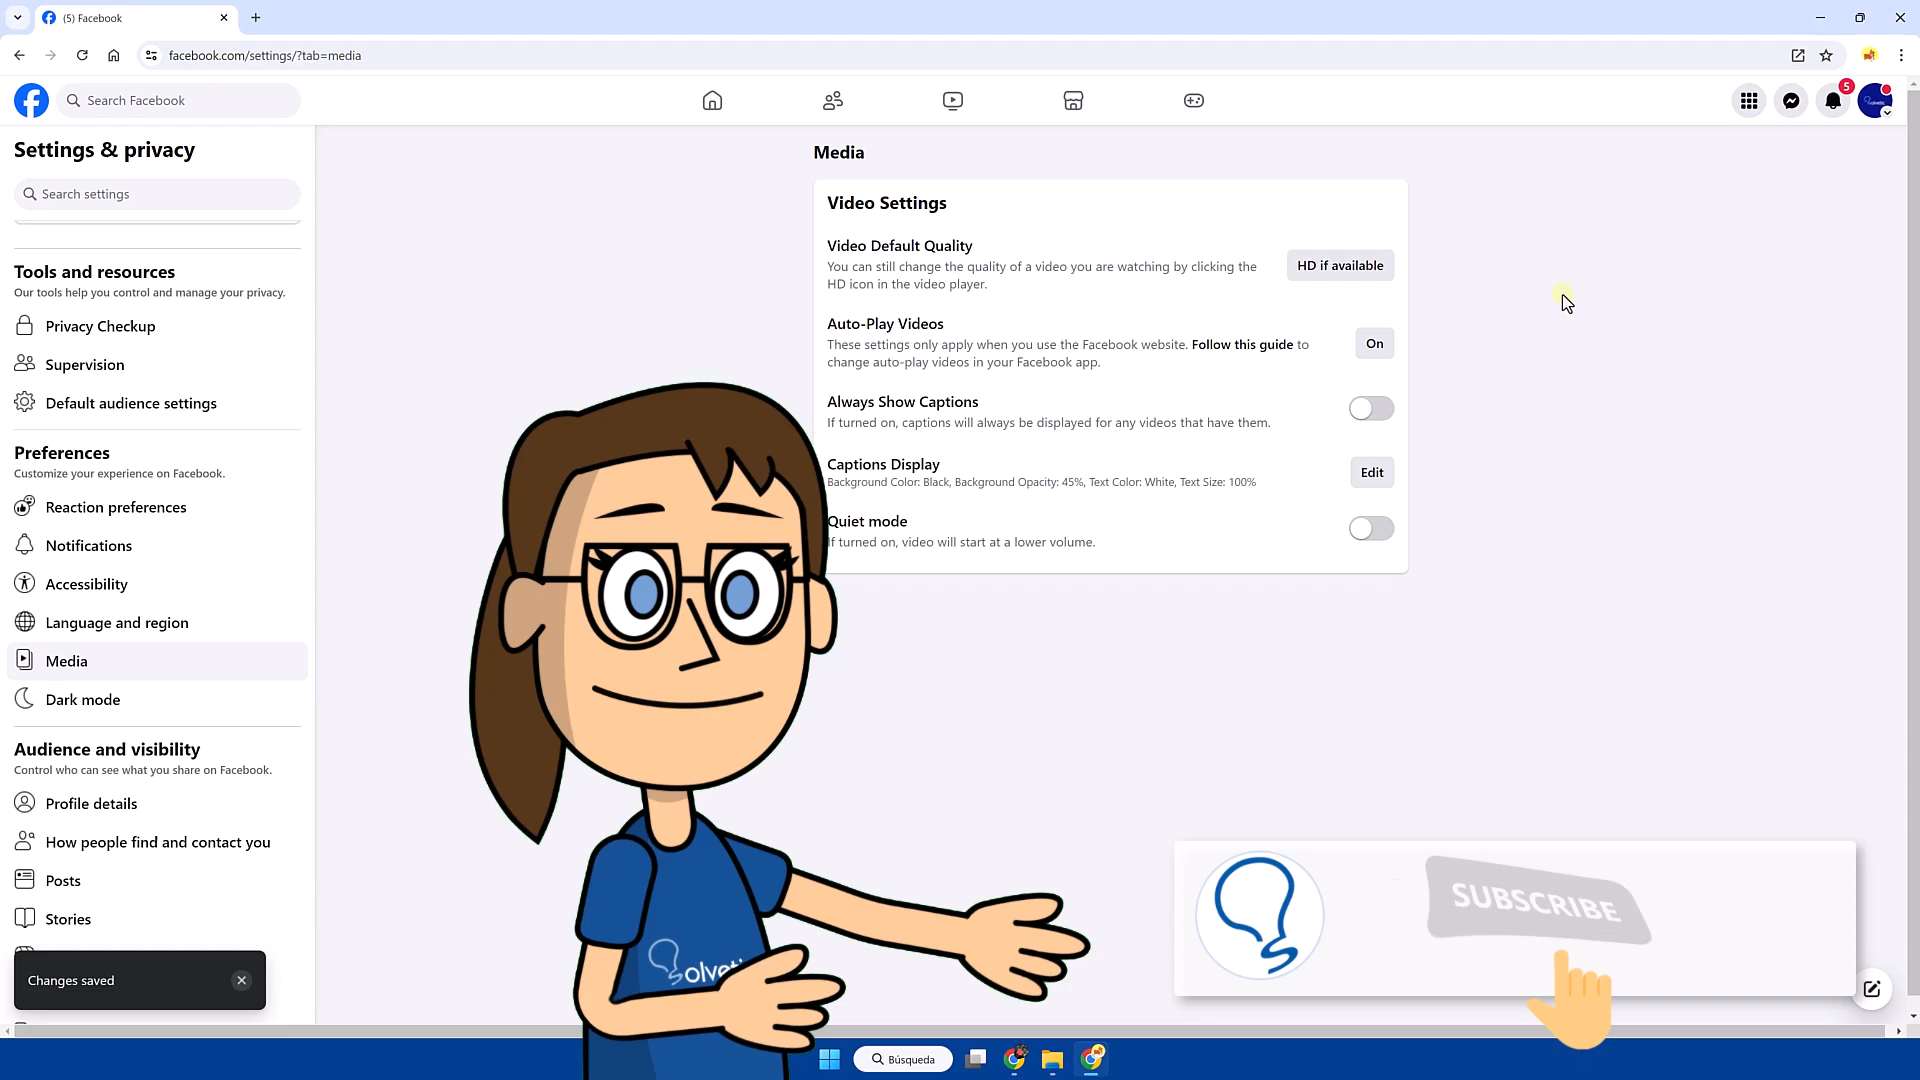 (5) Facebook
facebook.com/settings/?tab=media
Search Facebook
5
Settings & privacy
Search settings
Tools and resources
Our tools help you control and manage your privacy.
Privacy Checkup
Supervision
Default audience settings
Preferences
Customize your experience on Facebook.
Reaction preferences
Notifications
Accessibility
Language and region
Media
Dark mode
Audience and visibility
Control who can see what you share on Facebook.
Profile details
How people find and contact you
Posts
Stories
Changes saved
Media
Video Settings
Video Default Quality
You can still change the quality of a video you are watching by clicking the
HD icon in the video player.
HD if available
Auto-Play Videos
These settings only apply when you use the Facebook website. Follow this guide to
change auto-play videos in your Facebook app.
On
Always Show Captions
If turned on, captions will always be displayed for any videos that have them.
Captions Display
Background Color: Black, Background Opacity: 45%, Text Color: White, Text Size: 100%
Edit
Quiet mode
If turned on, video will start at a lower volume.
SUBSCRIBE
Búsqueda